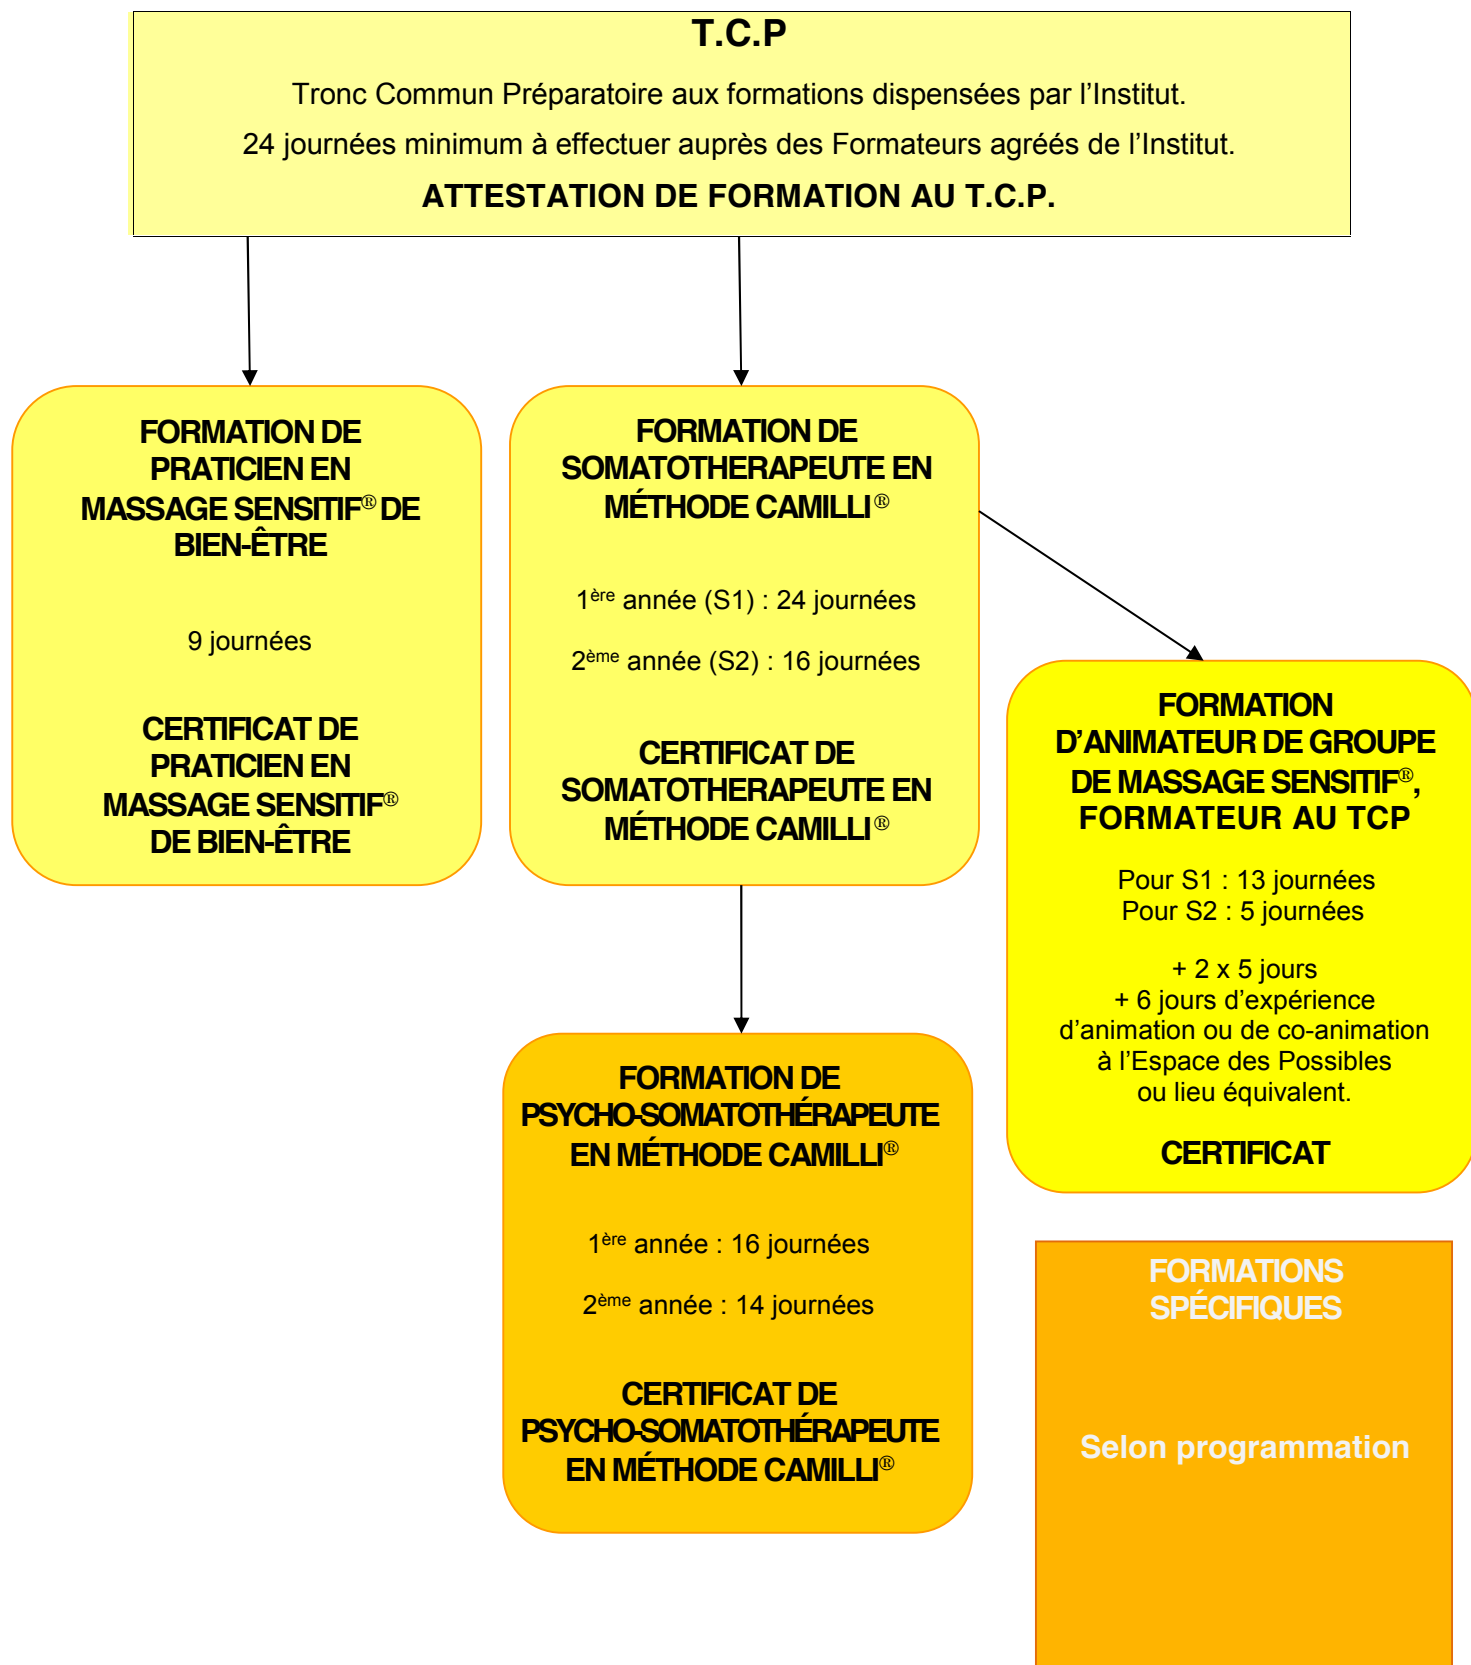 T.C.P
Tronc Commun Préparatoire aux formations dispensées par l’Institut.
24 journées minimum à effectuer auprès des Formateurs agréés de l’Institut.
ATTESTATION DE FORMATION AU T.C.P.
FORMATION DE
PRATICIEN EN
MASSAGE SENSITIF® DE
BIEN-ÊTRE
9 journées
CERTIFICAT DE
PRATICIEN EN
MASSAGE SENSITIF®
DE BIEN-ÊTRE
FORMATION DE
SOMATOTHERAPEUTE EN
MÉTHODE CAMILLI®
1ère année (S1) : 24 journées
2ème année (S2) : 16 journées
CERTIFICAT DE
SOMATOTHERAPEUTE EN
MÉTHODE CAMILLI®
FORMATION
D’ANIMATEUR DE GROUPE
DE MASSAGE SENSITIF®,
FORMATEUR AU TCP
Pour S1 : 13 journées
Pour S2 : 5 journées
+ 2 x 5 jours
+ 6 jours d’expérience
d’animation ou de co-animation
à l’Espace des Possibles
ou lieu équivalent.
CERTIFICAT
FORMATION DE
PSYCHO-SOMATOTHÉRAPEUTE
EN MÉTHODE CAMILLI®
1ère année : 16 journées
2ème année : 14 journées
CERTIFICAT DE
PSYCHO-SOMATOTHÉRAPEUTE
EN MÉTHODE CAMILLI®
FORMATIONS
SPÉCIFIQUES
Selon programmation